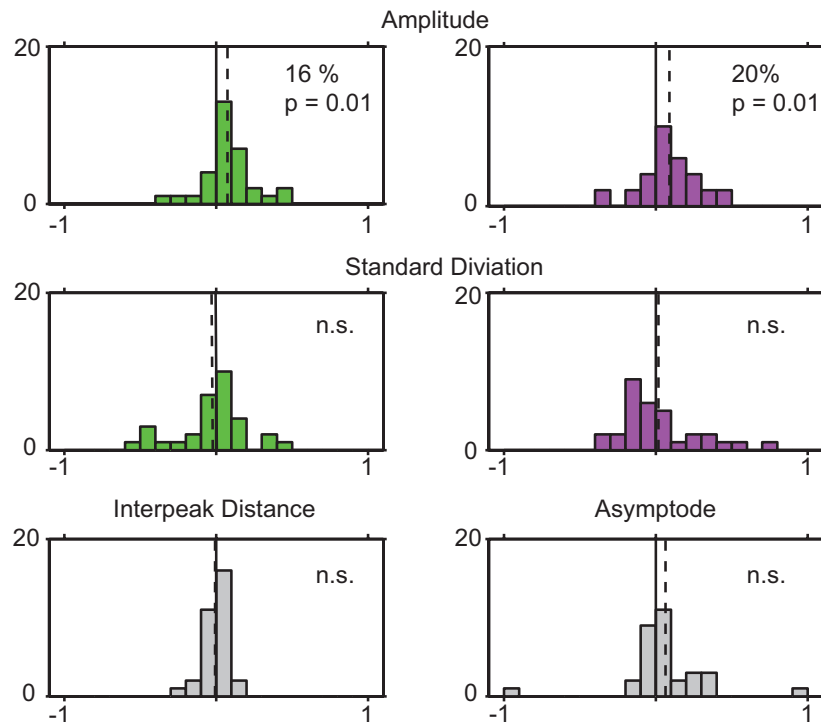 Amplitude
20
16 %
p = 0.01
0
-1
1
20
20%
p = 0.01
0
-1
1
Standard Diviation
20
n.s.
0
-1
1
20
n.s.
0
-1
1
Interpeak Distance
20
n.s.
0
-1
1
Asymptode
20
n.s.
0
-1
1